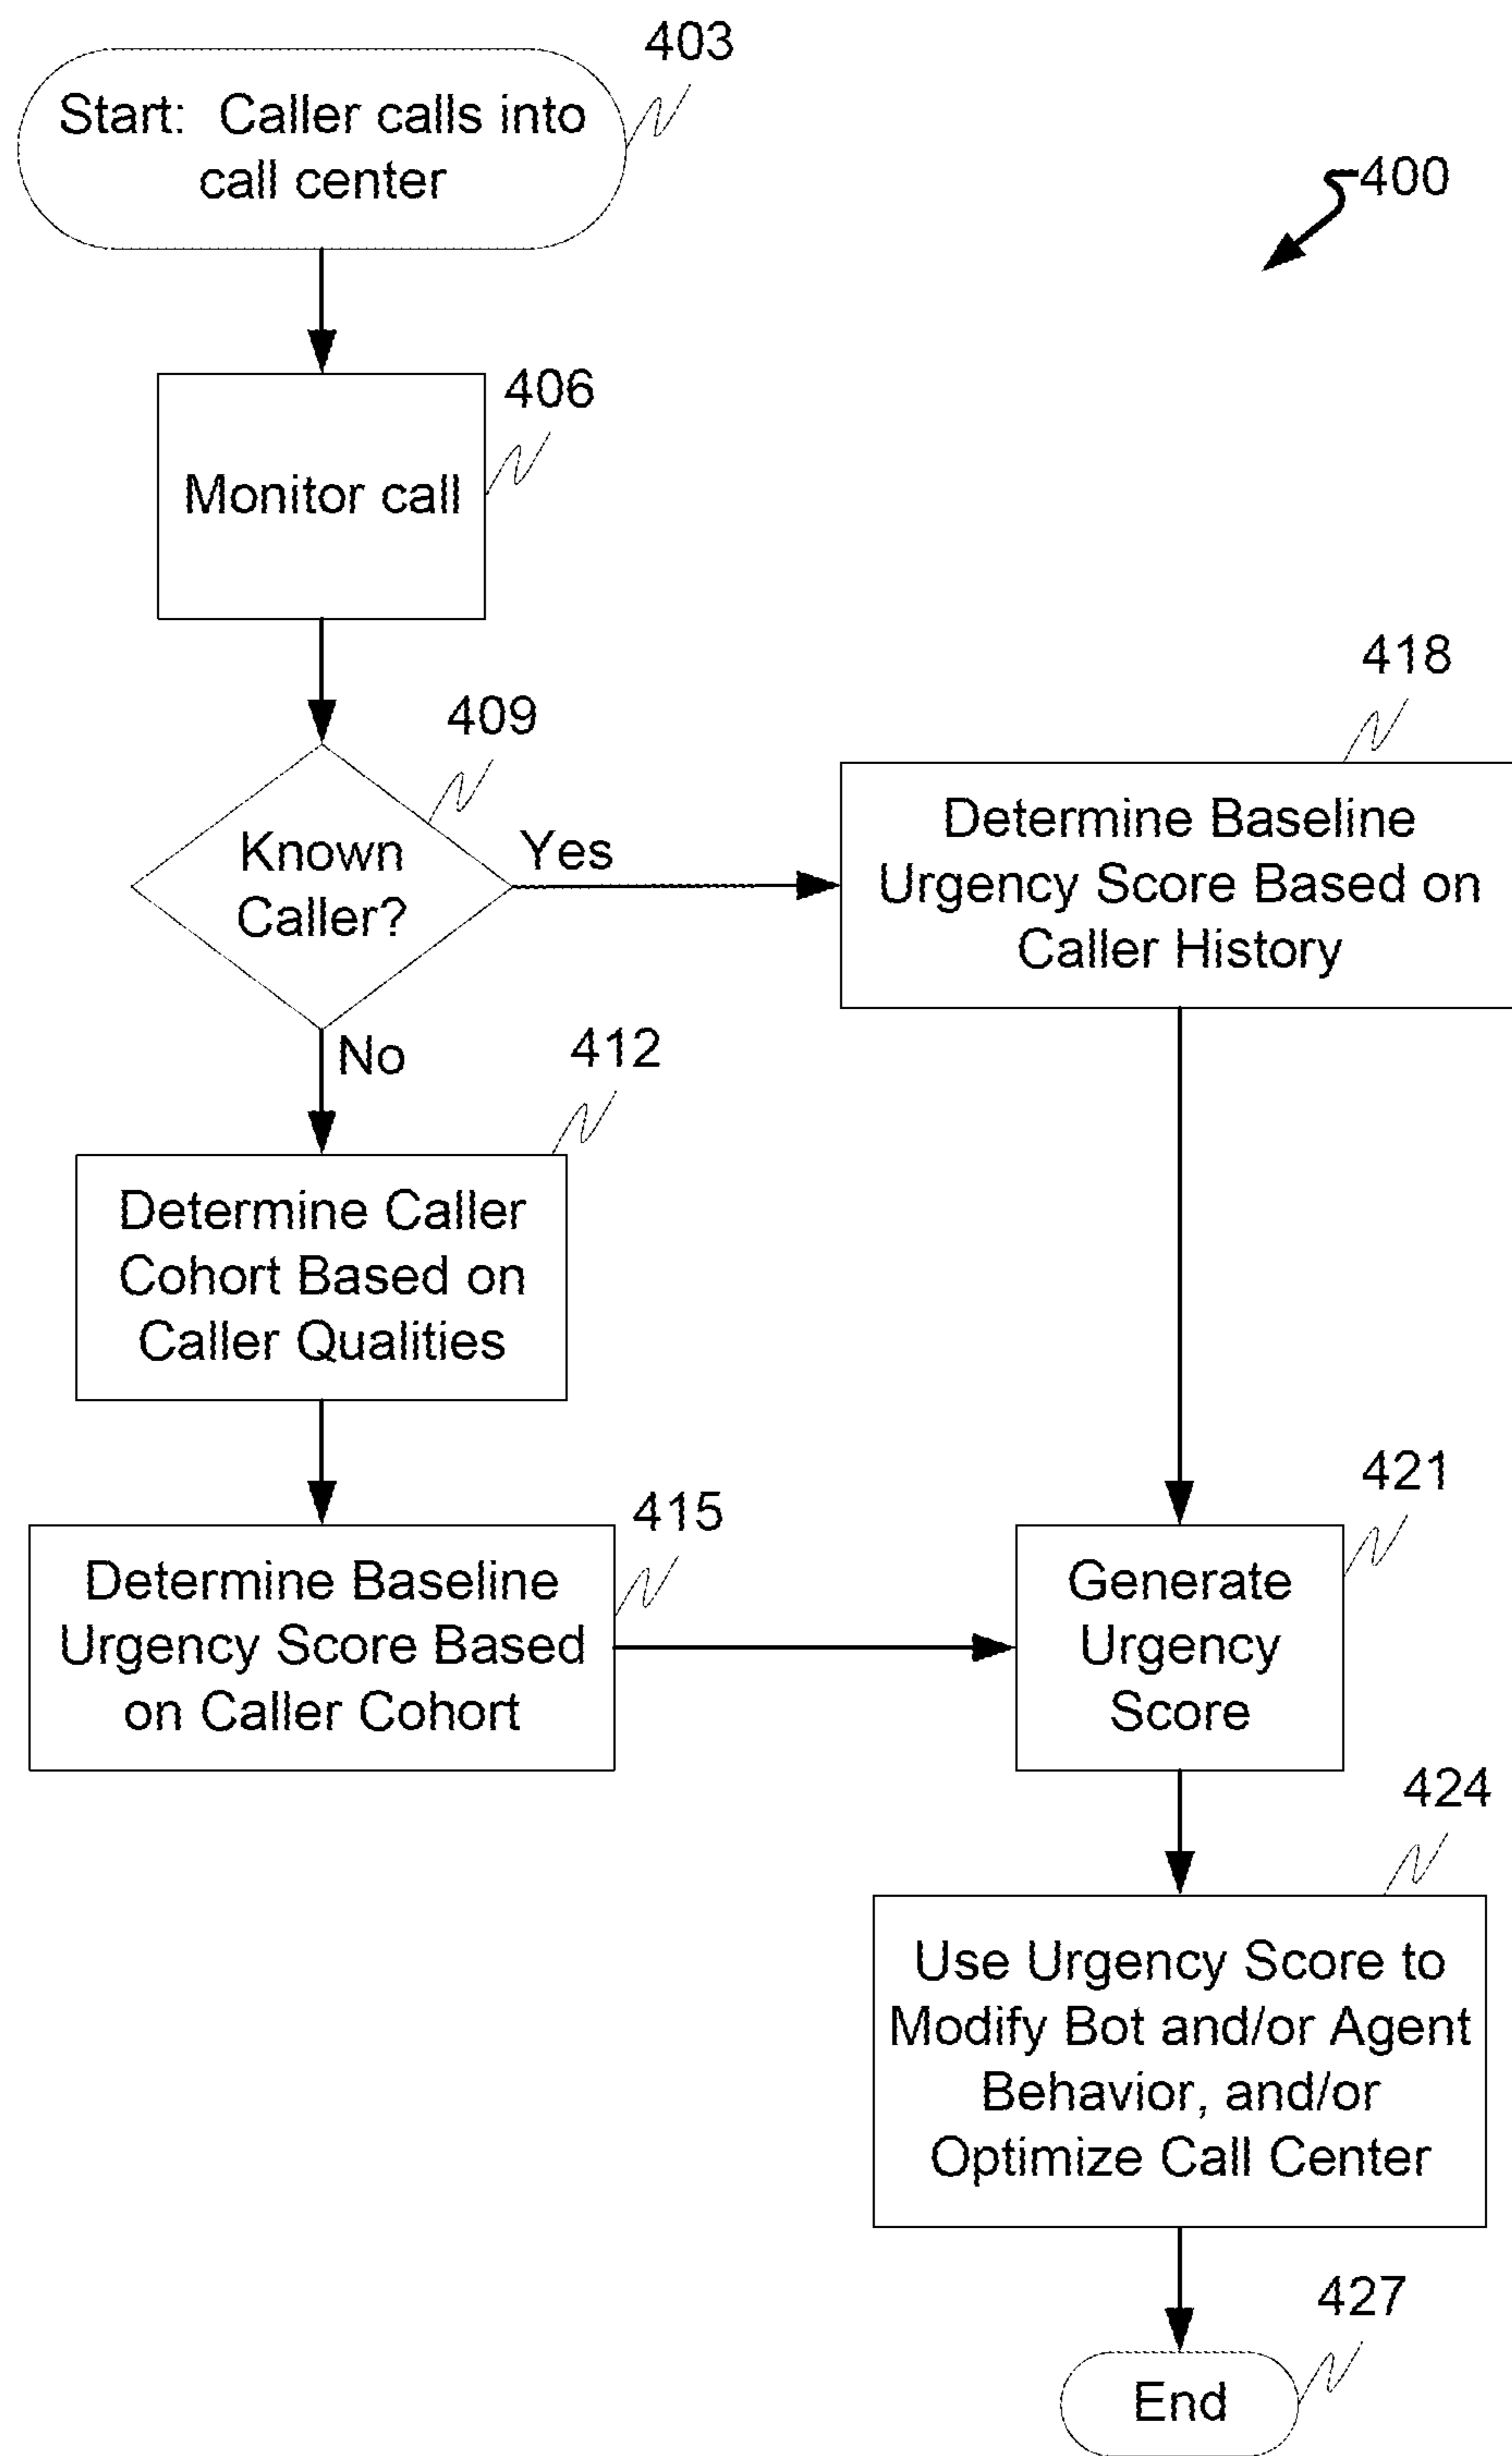 403
Start:  Caller calls into
call center
400
406
Monitor call
409
Known
Caller?
Yes
No
418
Determine Baseline
Urgency Score Based on
Caller History
412
Determine Caller
Cohort Based on
Caller Qualities
415
Determine Baseline
Urgency Score Based
on Caller Cohort
421
Generate
Urgency
Score
424
Use Urgency Score to
Modify Bot and/or Agent
Behavior, and/or
Optimize Call Center
427
End